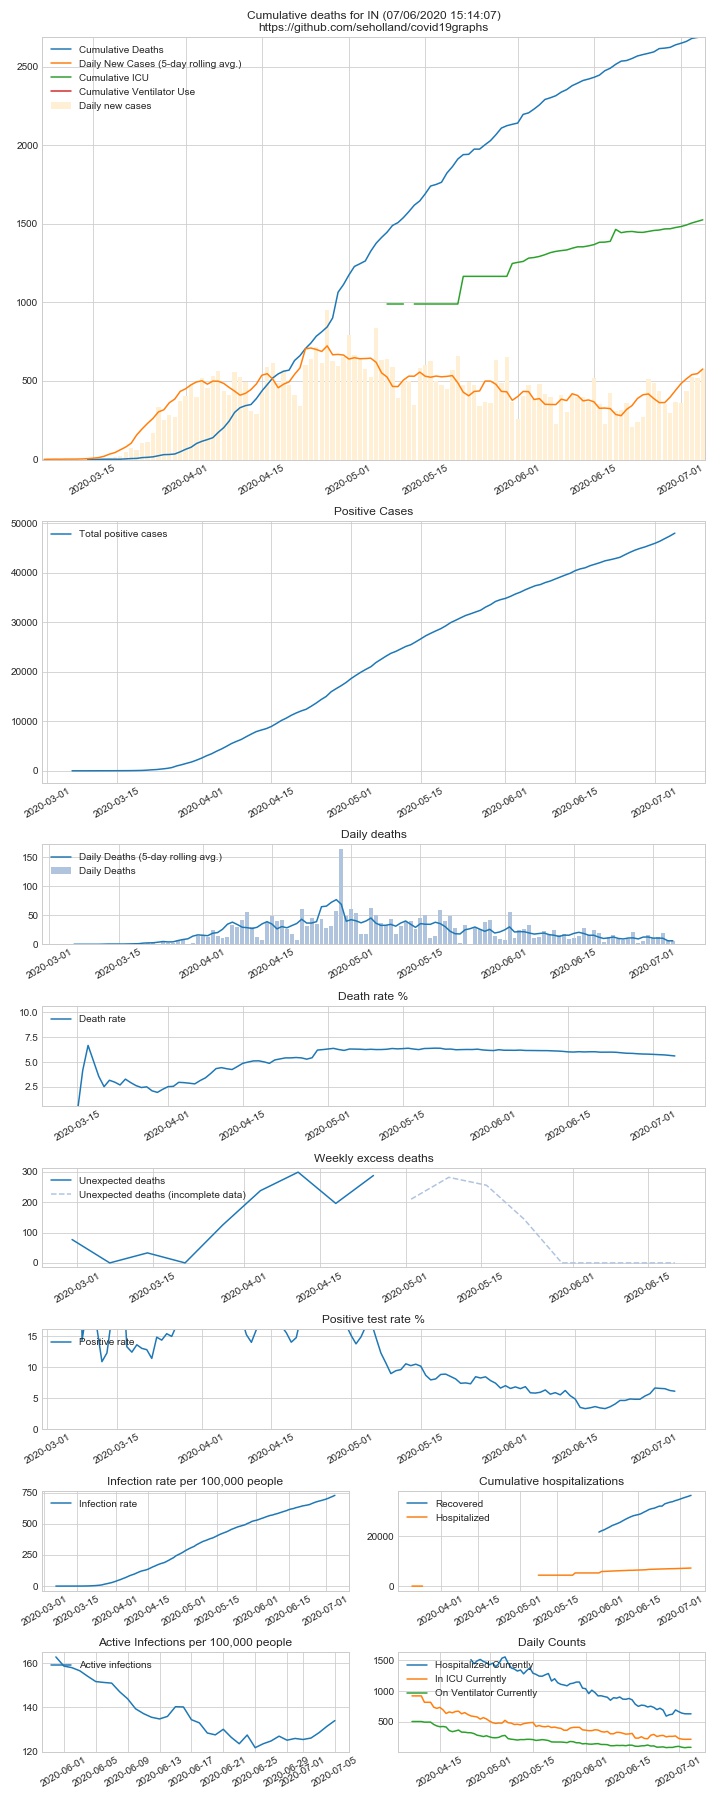 Cumulative deaths for IN (07/06/2020 15:14:07)
https://github.com/seholland/covid19graphs
Cumulative Deaths
Daily New Cases (5-day rolling avg.)
Cumulative ICU
Cumulative Ventilator Use
Daily new cases
2500
2000
1500
1000
500
0
2020-03-15 2020-04-01 2020-04-15 2020-05-01 2020-05-15 2020-06-01 2020-06-15 2020-07-01
Positive Cases
Total positive cases
50000
40000
30000
20000
10000
0
2020-03-01 2020-03-15 2020-04-01 2020-04-15 2020-05-01 2020-05-15 2020-06-01 2020-06-15 2020-07-01
Daily deaths
Daily Deaths (5-day rolling avg.)
Daily Deaths
150
100
50
0
2020-03-01 2020-03-15 2020-04-01 2020-04-15 2020-05-01 2020-05-15 2020-06-01 2020-06-15 2020-07-01
Death rate %
Death rate
10.0
7.5
5.0
2.5
2020-03-15 2020-04-01 2020-04-15 2020-05-01 2020-05-15 2020-06-01 2020-06-15 2020-07-01
Weekly excess deaths
Unexpected deaths
Unexpected deaths (incomplete data)
300
200
100
0
2020-03-01 2020-03-15 2020-04-01 2020-04-15 2020-05-01 2020-05-15 2020-06-01 2020-06-15
Positive test rate %
Positive rate
15
10
5
0
2020-03-01 2020-03-15 2020-04-01 2020-04-15 2020-05-01 2020-05-15 2020-06-01 2020-06-15 2020-07-01
Infection rate per 100,000 people
Infection rate
750
500
250
0
2020-03-01 2020-03-15 2020-04-01 2020-04-15 2020-05-01 2020-05-15 2020-06-01 2020-06-15 2020-07-01
Cumulative hospitalizations
Recovered
Hospitalized
20000
0
2020-04-01 2020-04-15 2020-05-01 2020-05-15 2020-06-01 2020-06-15 2020-07-01
Active Infections per 100,000 people
Active infections
160
140
120
2020-06-01 2020-06-05 2020-06-09 2020-06-13 2020-06-17 2020-06-21 2020-06-25 2020-06-29 2020-07-01 2020-07-05
Daily Counts
Hospitalized Currently
In ICU Currently
On Ventilator Currently
1500
1000
500
2020-04-15 2020-05-01 2020-05-15 2020-06-01 2020-06-15 2020-07-01